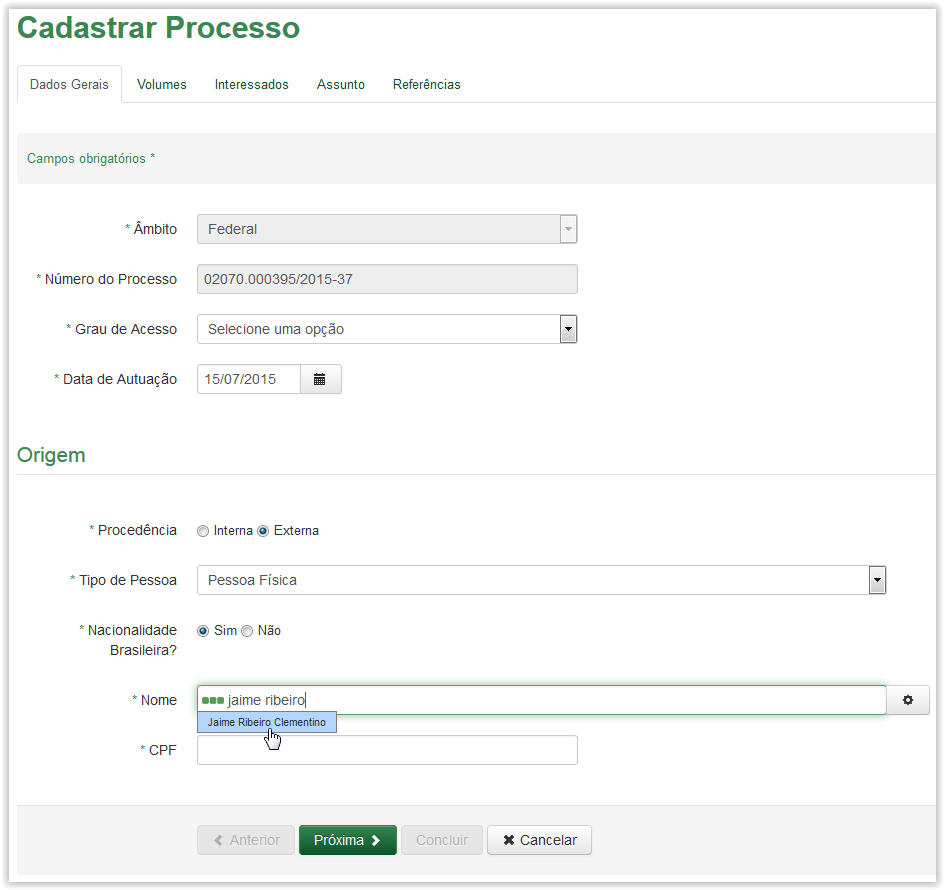 Cadastrar Processo
Dados Gerais Volumes Interessados Assunto Referências
Campos obrigatórios *
* Âmbito Federal
* Número do Processo 02070.000395/2015-37
* Grau de Acesso Selecione uma opção
* Data de Autuação 15/07/2015
Origem
* Procedência Interna Externa
* Tipo de Pessoa Pessoa Física
* Nacionalidade Brasileira? Sim Não
* Nome jaime ribeiro
Jaime Ribeiro Clementino
* CPF
Anterior Próxima Concluir Cancelar